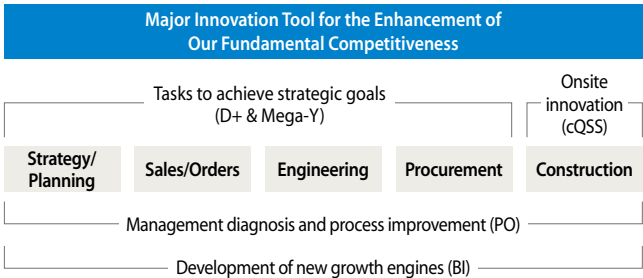 Major Innovation Tool for the Enhancement of
Our Fundamental Competitiveness
Tasks to achieve strategic goals
(D+ & Mega-Y)
Onsite
innovation
(cQSS)
Strategy/
Planning
Sales/Orders
Engineering
Procurement
Construction
Management diagnosis and process improvement (PO)
Development of new growth engines (BI)